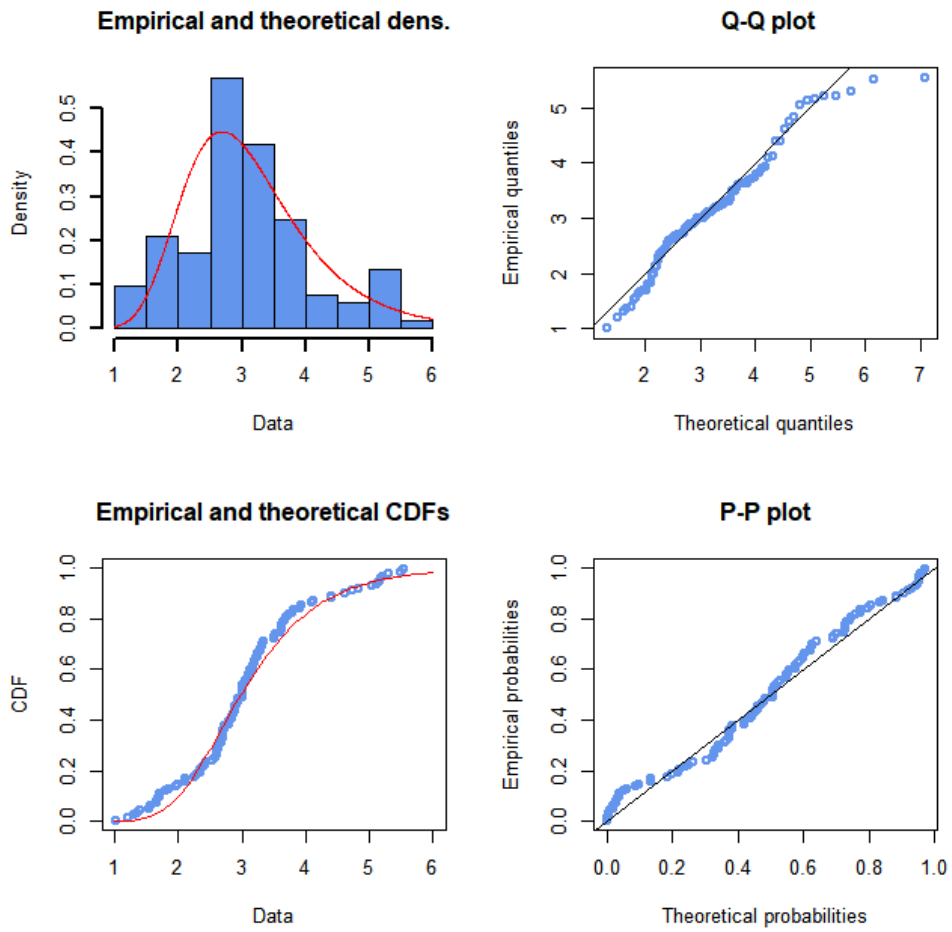 Empirical and theoretical dens.
Density
0.0 0.1 0.2 0.3 0.4 0.5
1 2 3 4 5 6
Data
Q-Q plot
Empirical quantiles
1 2 3 4 5
2 3 4 5 6 7
Theoretical quantiles
Empirical and theoretical CDFs
CDF
0.0 0.2 0.4 0.6 0.8 1.0
1 2 3 4 5 6
Data
P-P plot
Empirical probabilities
0.0 0.2 0.4 0.6 0.8 1.0
0.0 0.2 0.4 0.6 0.8 1.0
Theoretical probabilities